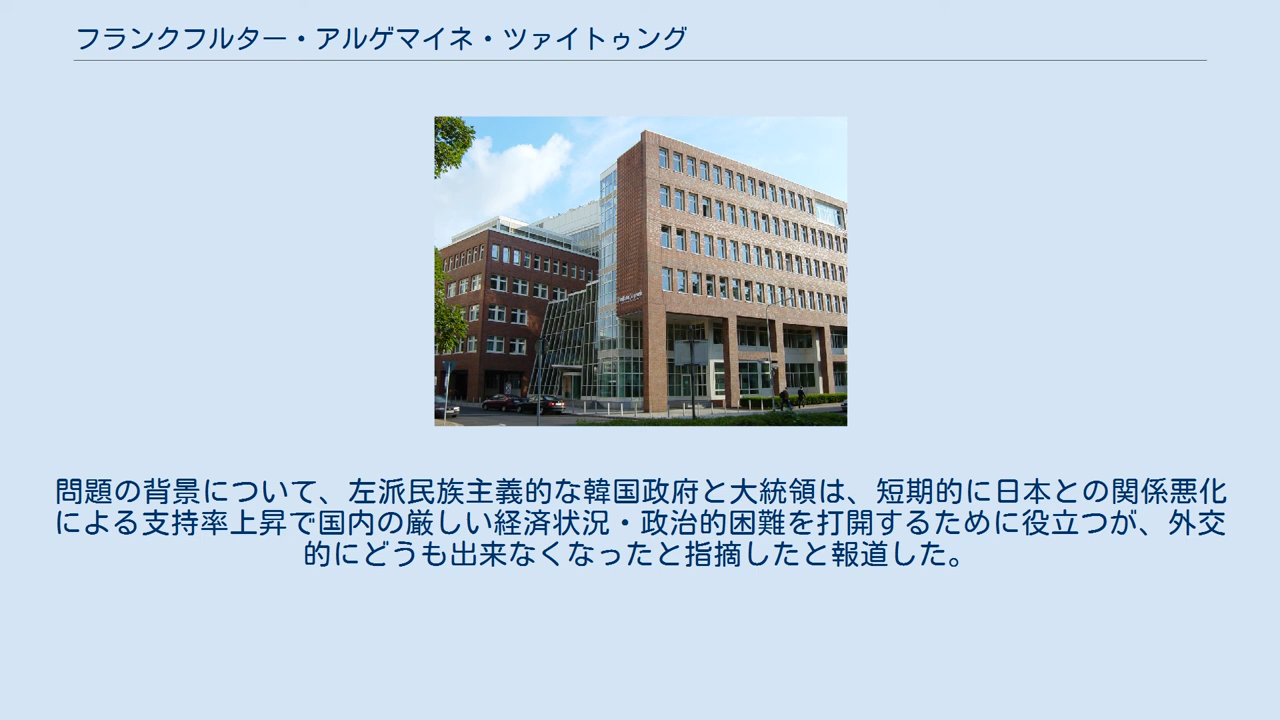 フランクフルター・アルゲマイネ・ツァイトゥング
問題の背景について、左派民族主義的な韓国政府と大統領は、短期的に日本との関係悪化
による支持率上昇で国内の厳しい経済状況・政治的困難を打開するために役立つが、外交
的にどうも出来なくなったと指摘したと報道した。